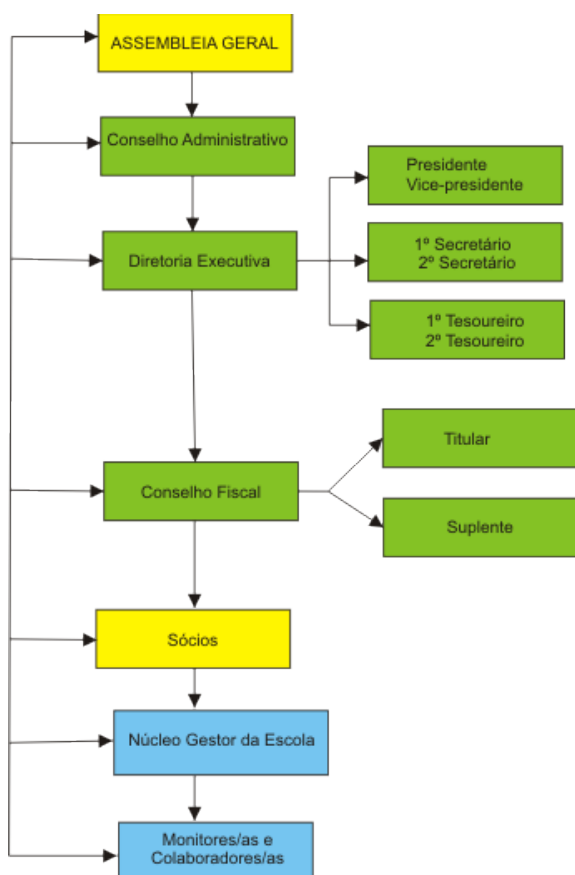 ASSEMBLEIA GERAL
Conselho Administrativo
Presidente
Vice-presidente
Diretoria Executiva
1º Secretário
2º Secretário
1º Tesoureiro
2º Tesoureiro
Conselho Fiscal
Titular
Suplente
Sócios
Núcleo Gestor da Escola
Monitores/as e
Colaboradores/as